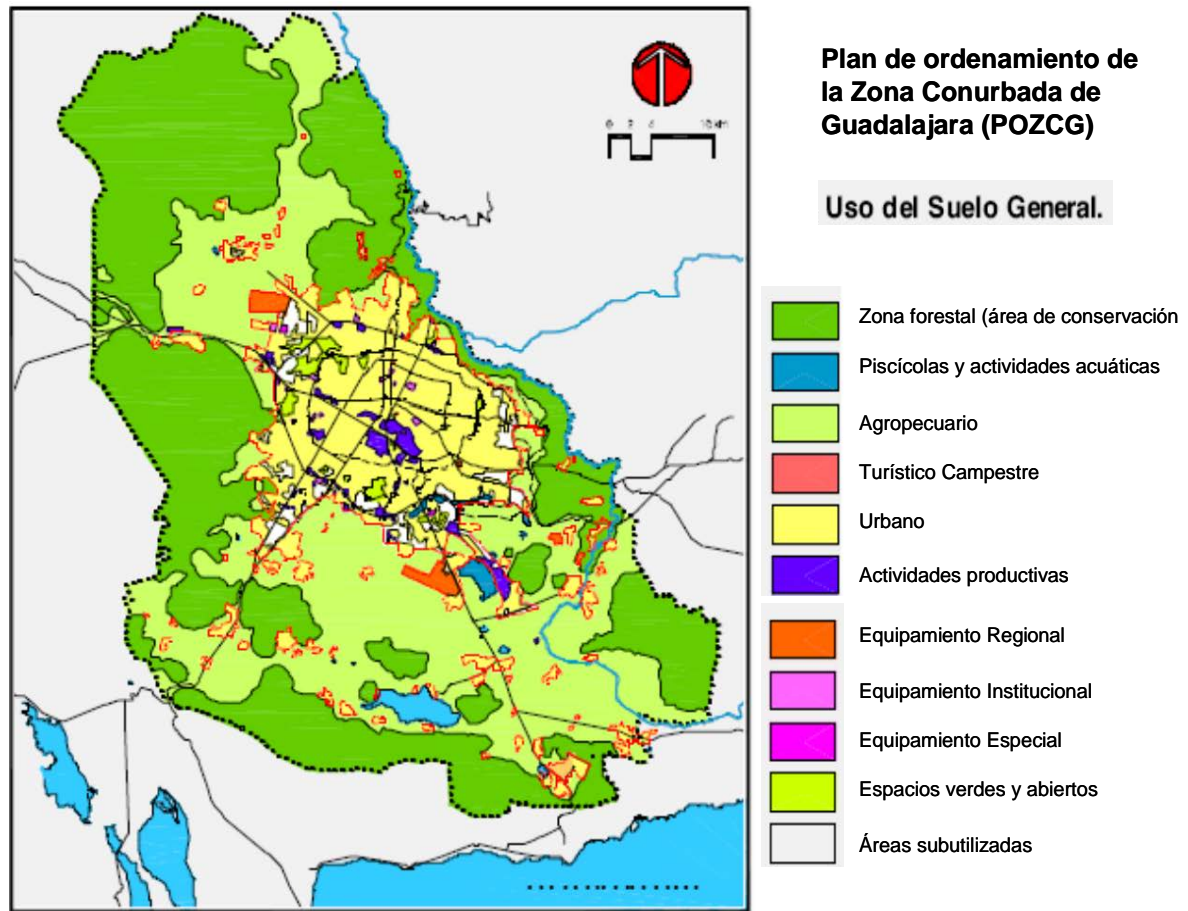 Plan de ordenamiento de
la Zona Conurbada de
Guadalajara (POZCG)
Uso del Suelo General.
Zona forestal (área de conservación
Piscícolas y actividades acuáticas
Agropecuario
Turístico Campestre
Urbano
Actividades productivas
Equipamiento Regional
Equipamiento Institucional
Equipamiento Especial
Espacios verdes y abiertos
Áreas subutilizadas